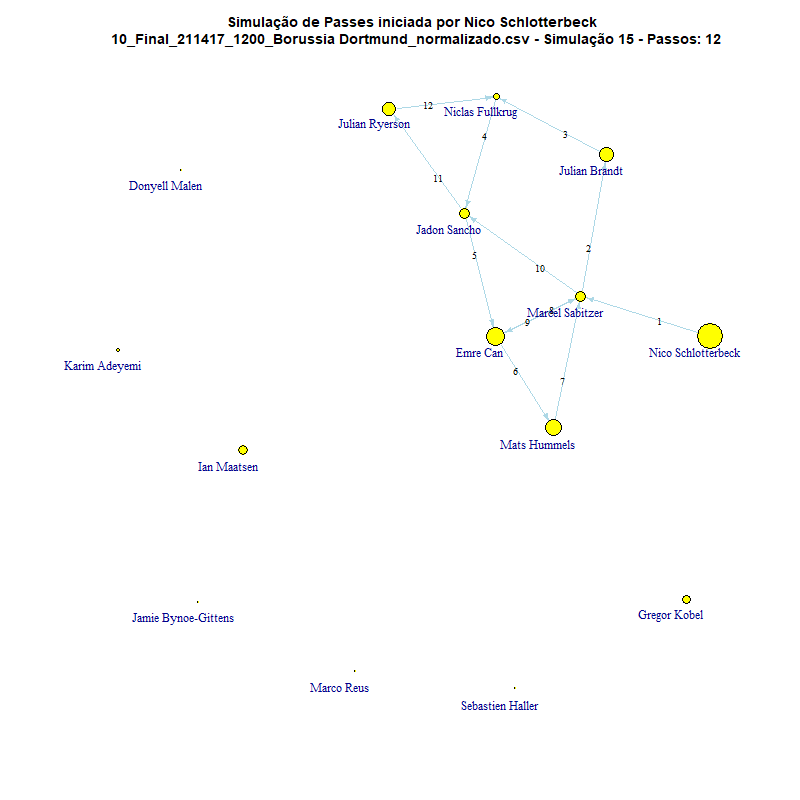 Simulação de Passes iniciada por Nico Schlotterbeck
10_Final_211417_1200_Borussia Dortmund_normalizado.csv - Simulação 15 - Passos: 12
12
Niclas Fullkrug
Julian Ryerson
4
3
Julian Brandt
11
Donyell Malen
Jadon Sancho
2
5
10
8
Marcel Sabitzer
9
1
Emre Can
Nico Schlotterbeck
Karim Adeyemi
6
7
Mats Hummels
Ian Maatsen
Jamie Bynoe-Gittens
Gregor Kobel
Marco Reus
Sebastien Haller